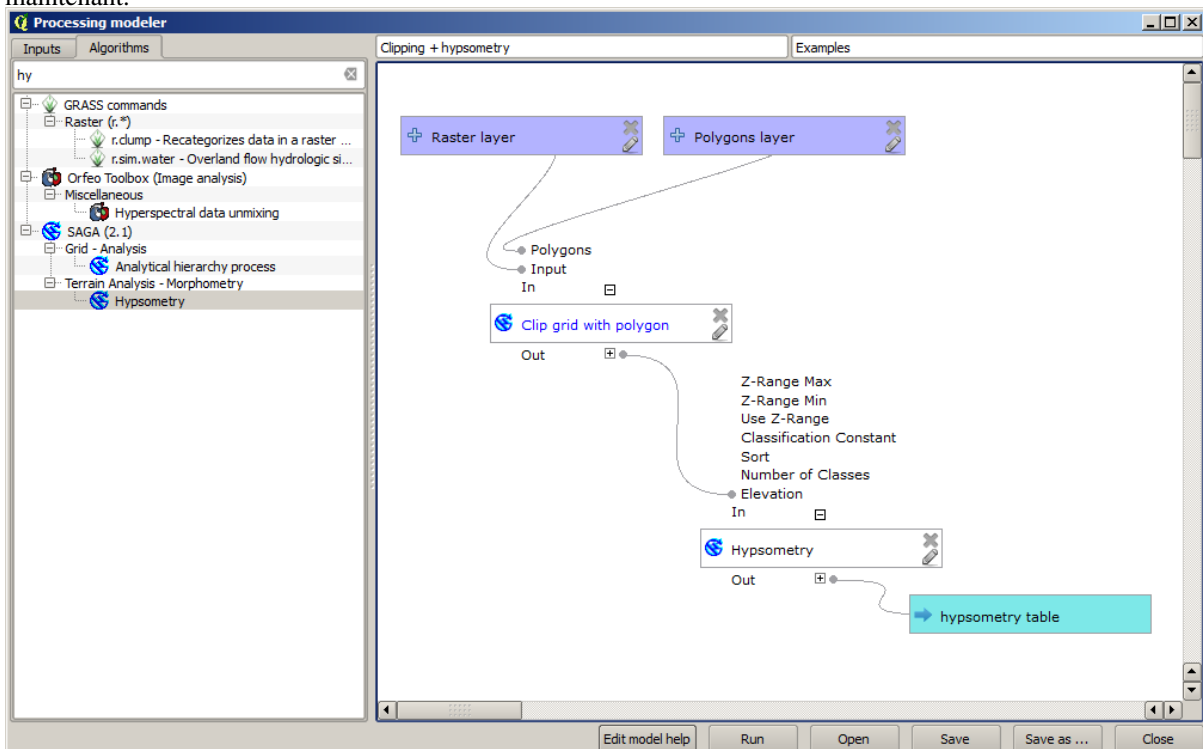 maintenant.
Processing modeler
Inputs
Algorithms
Clipping + hypsometry
Examples
hy
GRASS commands
Raster (r.*)
r.clump - Recategorizes data in a raster ...
r.sim.water - Overland flow hydrologic si...
Orfeo Toolbox (Image analysis)
Miscellaneous
Hyperspectral data unmixing
SAGA (2.1)
Grid - Analysis
Analytical hierarchy process
Terrain Analysis - Morphometry
Hypsometry
Raster layer
Polygons layer
Polygons
Input
In
Clip grid with polygon
Out
Z-Range Max
Z-Range Min
Use Z-Range
Classification Constant
Sort
Number of Classes
Elevation
In
Hypsometry
Out
hypsometry table
Edit model help
Run
Open
Save
Save as ...
Close